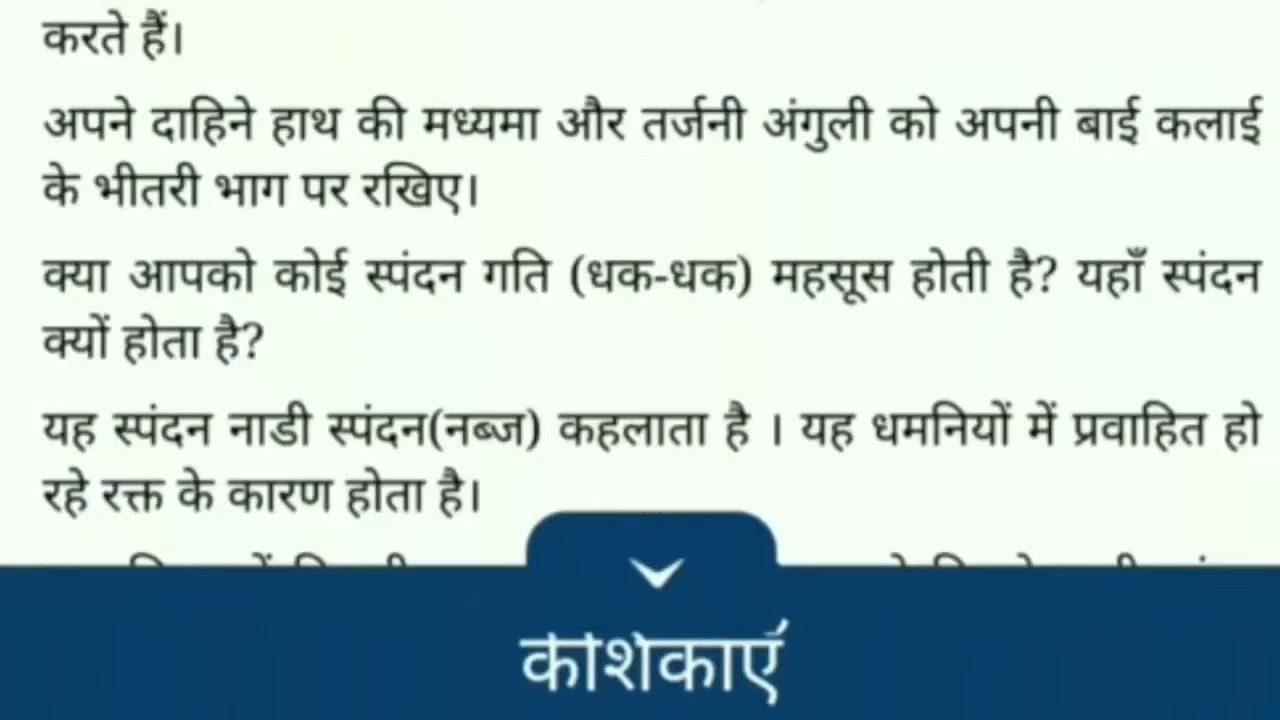 करते हैं।
अपने दाहिने हाथ की मध्यमा और तर्जनी अंगुली को अपनी बाई कलाई
के भीतरी भाग पर रखिए।
क्या आपको कोई स्पंदन गति (धक-धक) महसूस होती है? यहाँ स्पंदन
क्यों होता है?
यह स्पंदन नाडी स्पंदन(नब्ज) कहलाता है । यह धमनियों में प्रवाहित हो
रहे रक्त के कारण होता है।